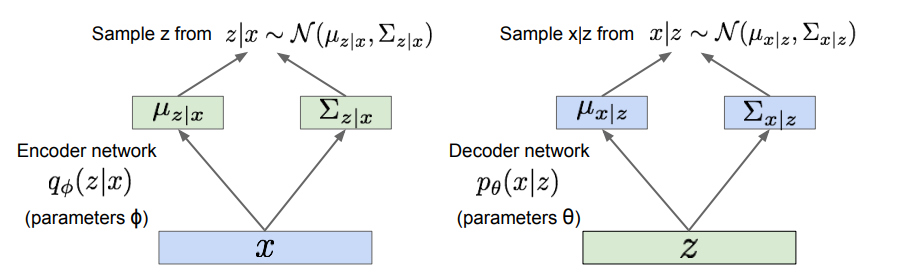 Sample z from z|x ∼ 𝒩(μ_{z|x}, Σ_{z|x})
μ_{z|x}
Σ_{z|x}
Encoder network
q_ϕ(z|x)
(parameters ϕ)
x
Sample x|z from x|z ∼ 𝒩(μ_{x|z}, Σ_{x|z})
μ_{x|z}
Σ_{x|z}
Decoder network
p_θ(x|z)
(parameters θ)
z